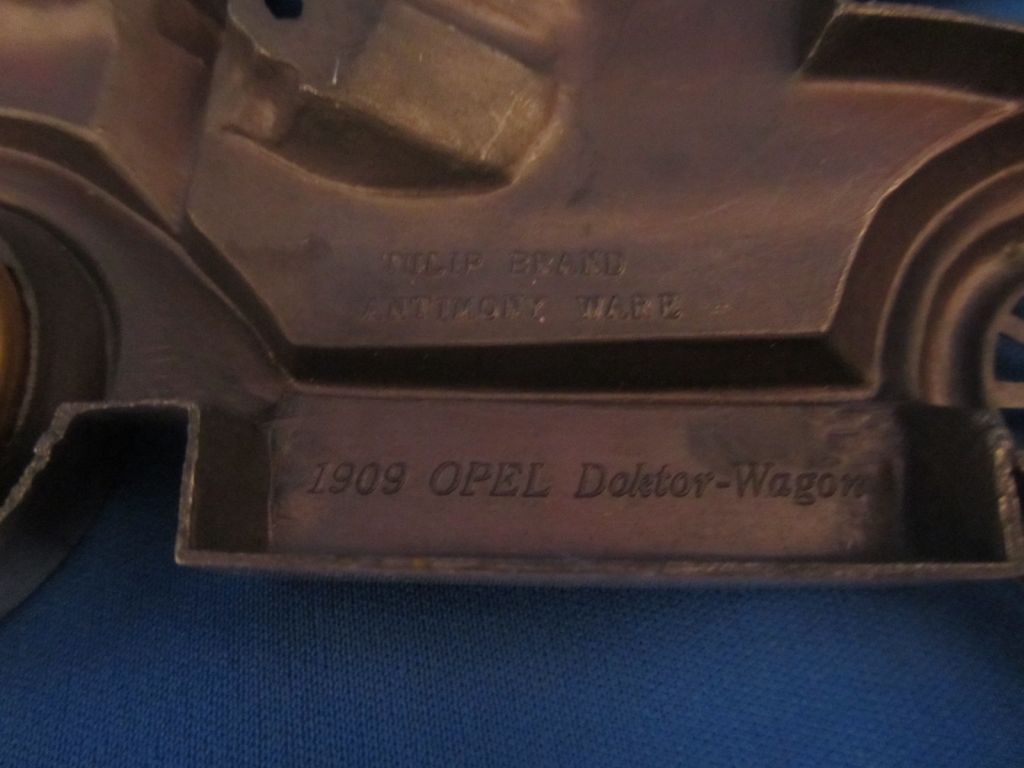 TULIP BRAND
ANTIMONY WARE
1909 OPEL Doktor-Wagon